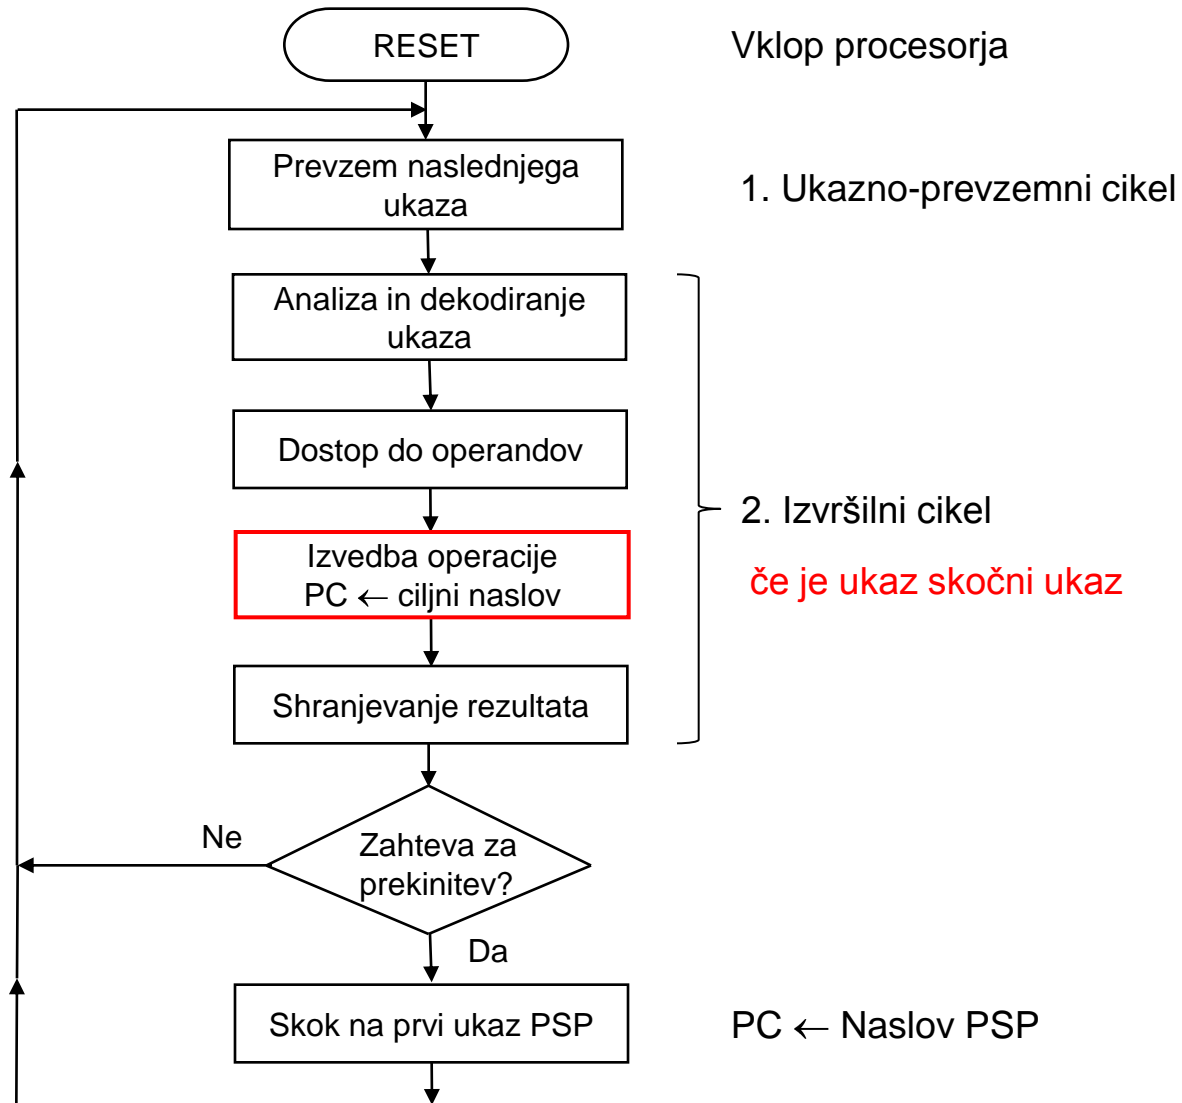 RESET
Vklop procesorja
Prevzem naslednjega
ukaza
1. Ukazno-prevzemni cikel
Analiza in dekodiranje
ukaza
Dostop do operandov
2. Izvršilni cikel
Izvedba operacije
PC ← ciljni naslov
če je ukaz skočni ukaz
Shranjevanje rezultata
Ne
Zahteva za
prekinitev?
Da
Skok na prvi ukaz PSP
PC ← Naslov PSP